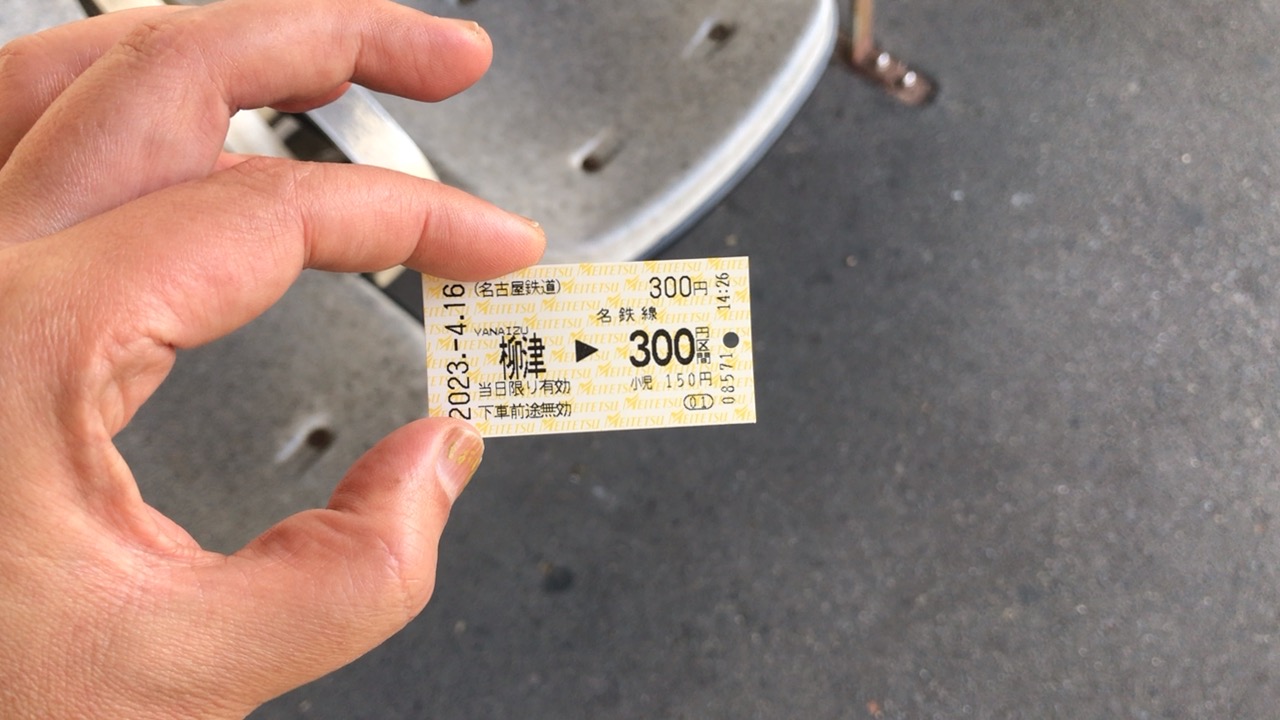 2023.-4.16
(名古屋鉄道) 300円
名鉄線
YANAIZU
柳津 ▶ 300円区間
当日限り有効 小児 150円
下車前途無効 (01)
08571 ● 14:26
MEITETSU